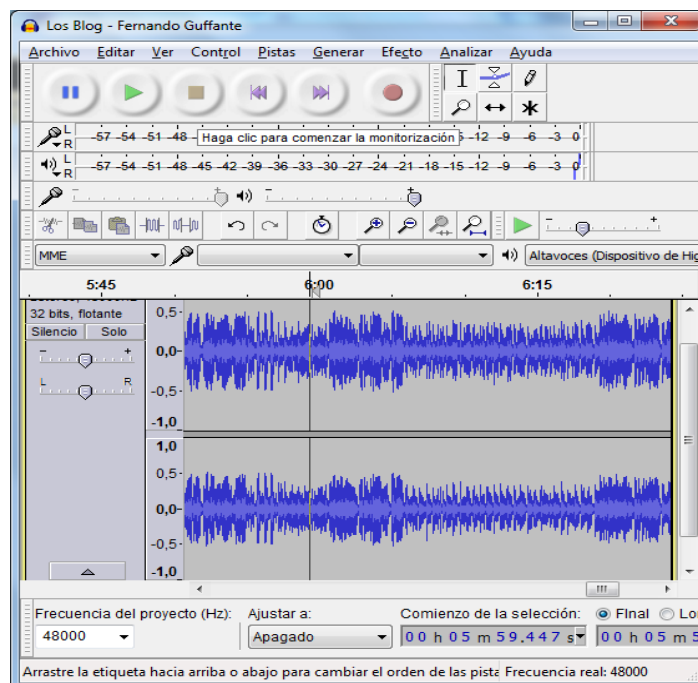 Los Blog - Fernando Guffante
Archivo Editar Ver Control Pistas Generar Efecto Analizar Ayuda
L
R
-57 -54 -51 -48 - Haga clic para comenzar la monitorización -12 -9 -6 -3 0
L
R
-57 -54 -51 -48 -45 -42 -39 -36 -33 -30 -27 -24 -21 -18 -15 -12 -9 -6 -3 0
- +
MME Altavoces (Dispositivo de Hig
5:45 6:00 6:15
32 bits, flotante
Silencio Solo
- +
L R
0,5
0,0
-0,5
-1,0
1,0
0,5
0,0
-0,5
-1,0
Frecuencia del proyecto (Hz): Ajustar a: Comienzo de la selección: FInal Lo
48000 Apagado 00 h 05 m 59.447 s 00 h 05 m 5
Arrastre la etiqueta hacia arriba o abajo para cambiar el orden de las pista Frecuencia real: 48000